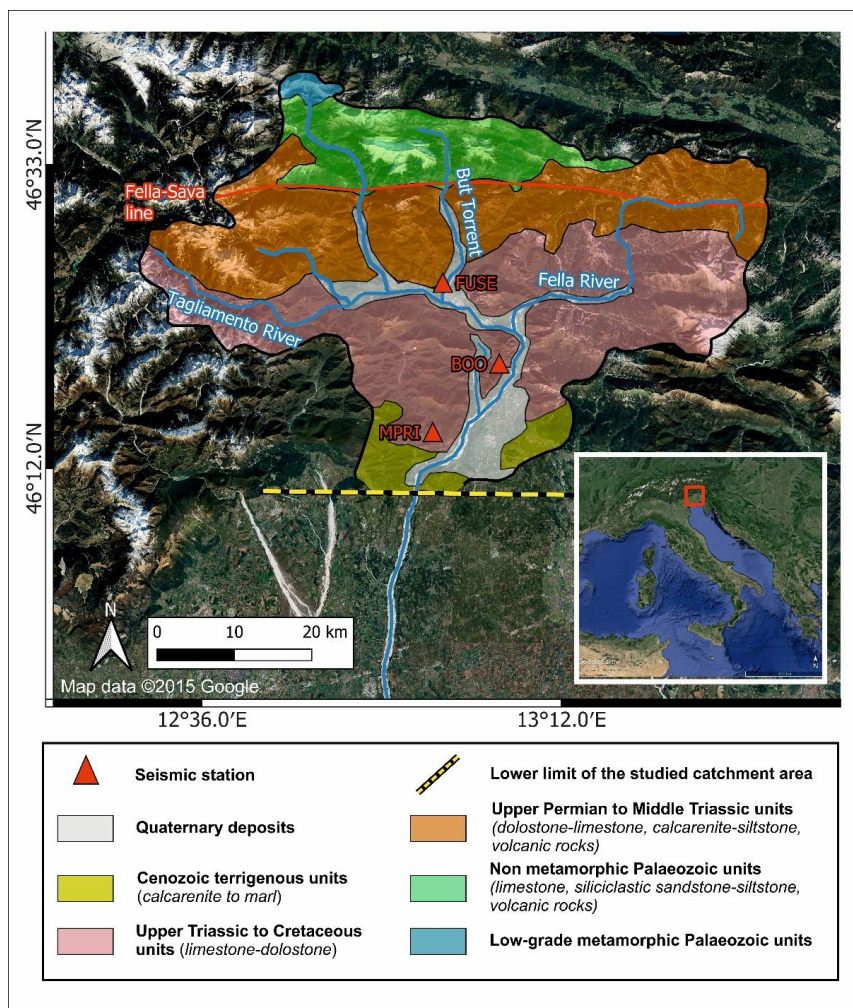 46°33.0'N
46°12.0'N
Fella-Sava
line
But Torrent
FUSE
Fella River
Tagliamento River
BOO
MPRI
N
0 10 20 km
Map data ©2015 Google
12°36.0'E
13°12.0'E
Seismic station
Lower limit of the studied catchment area
Quaternary deposits
Upper Permian to Middle Triassic units
(dolostone-limestone, calcarenite-siltstone,
volcanic rocks)
Cenozoic terrigenous units
(calcarenite to marl)
Non metamorphic Palaeozoic units
(limestone, siliciclastic sandstone-siltstone,
volcanic rocks)
Upper Triassic to Cretaceous
units (limestone-dolostone)
Low-grade metamorphic Palaeozoic units